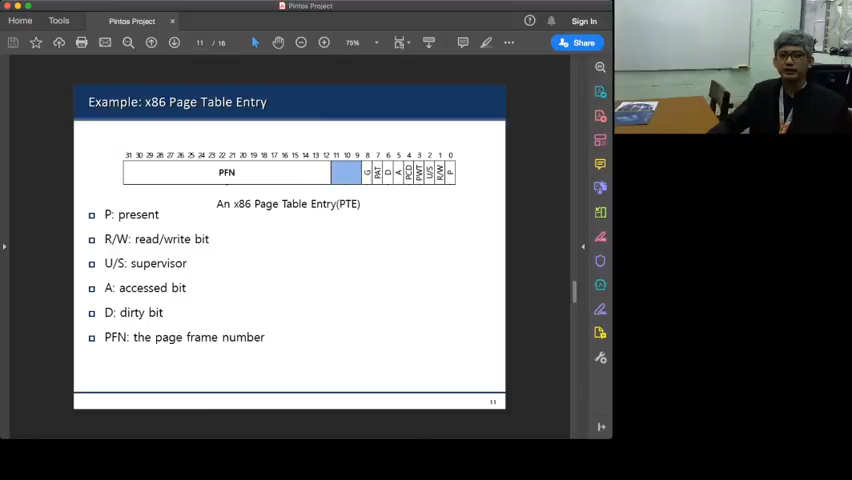 Pintos Project
Home
Tools
Pintos Project
×
Sign In
11 / 16
75%
Share
Example: x86 Page Table Entry
31 30 29 28 27 26 25 24 23 22 21 20 19 18 17 16 15 14 13 12 11 10 9 8 7 6 5 4 3 2 1 0
PFN
G
PAT
D
A
PCD
PWT
U/S
R/W
P
An x86 Page Table Entry(PTE)
P: present
R/W: read/write bit
U/S: supervisor
A: accessed bit
D: dirty bit
PFN: the page frame number
11